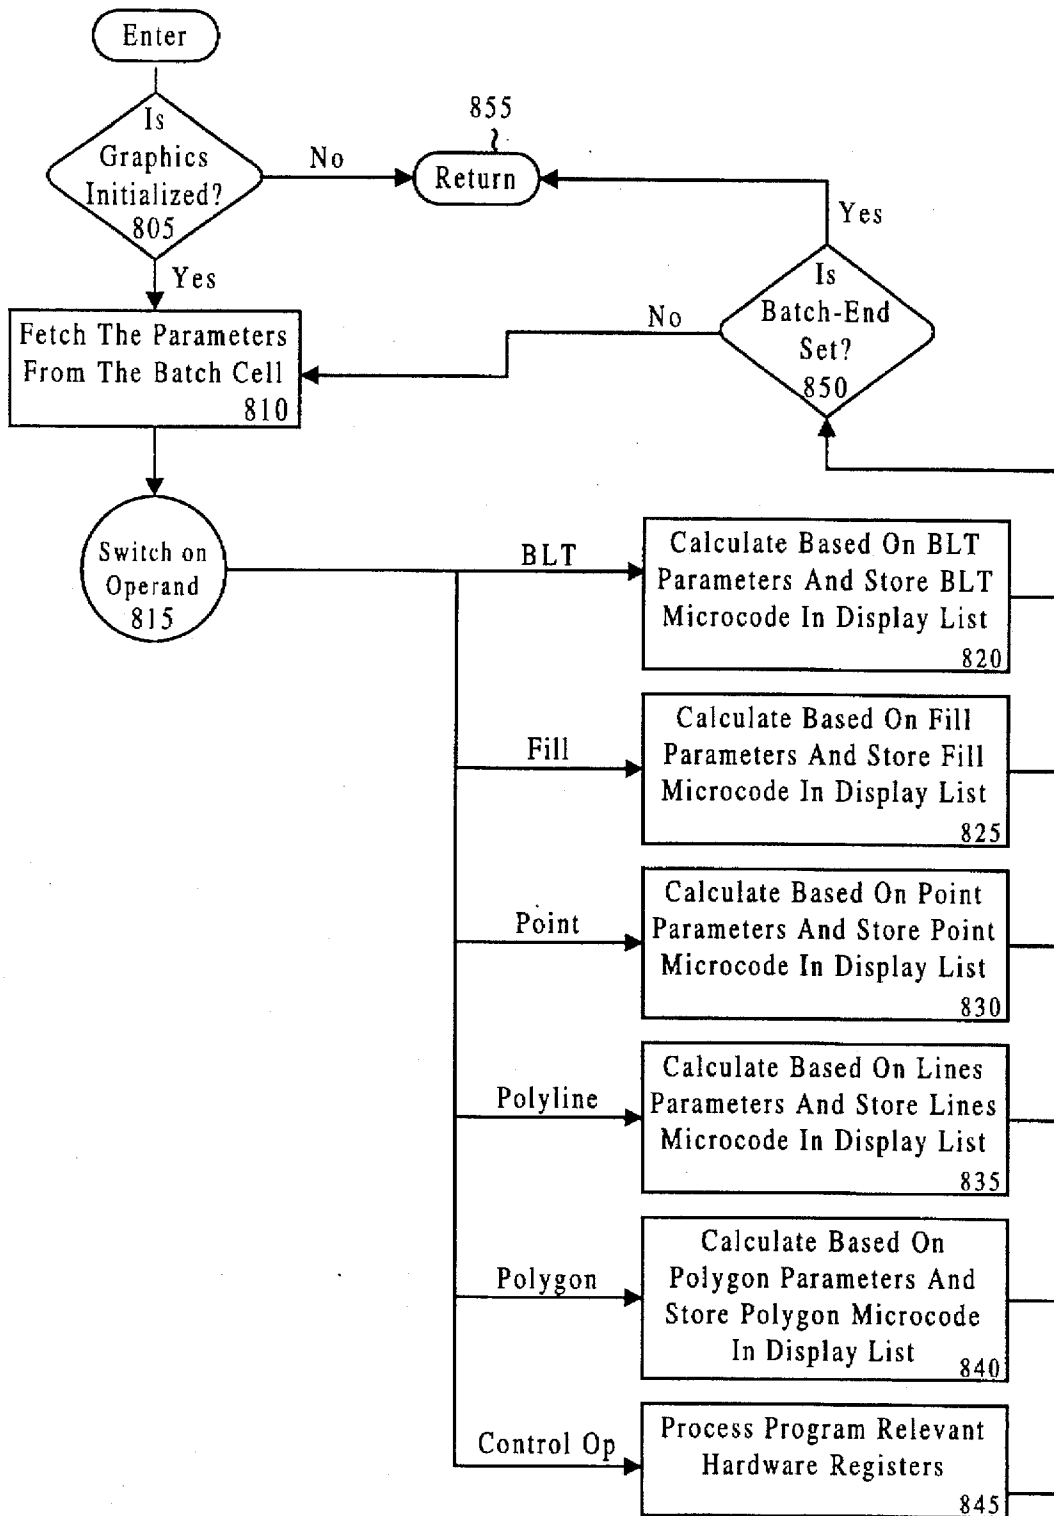 Enter
855
Is
Graphics
Initialized?
805
No
Return
Yes
Yes
Is
Batch-End
Set?
850
No
Fetch The Parameters
From The Batch Cell
810
Switch on
Operand
815
BLT
Calculate Based On BLT
Parameters And Store BLT
Microcode In Display List
820
Fill
Calculate Based On Fill
Parameters And Store Fill
Microcode In Display List
825
Point
Calculate Based On Point
Parameters And Store Point
Microcode In Display List
830
Polyline
Calculate Based On Lines
Parameters And Store Lines
Microcode In Display List
835
Polygon
Calculate Based On
Polygon Parameters And
Store Polygon Microcode
In Display List
840
Control Op
Process Program Relevant
Hardware Registers
845